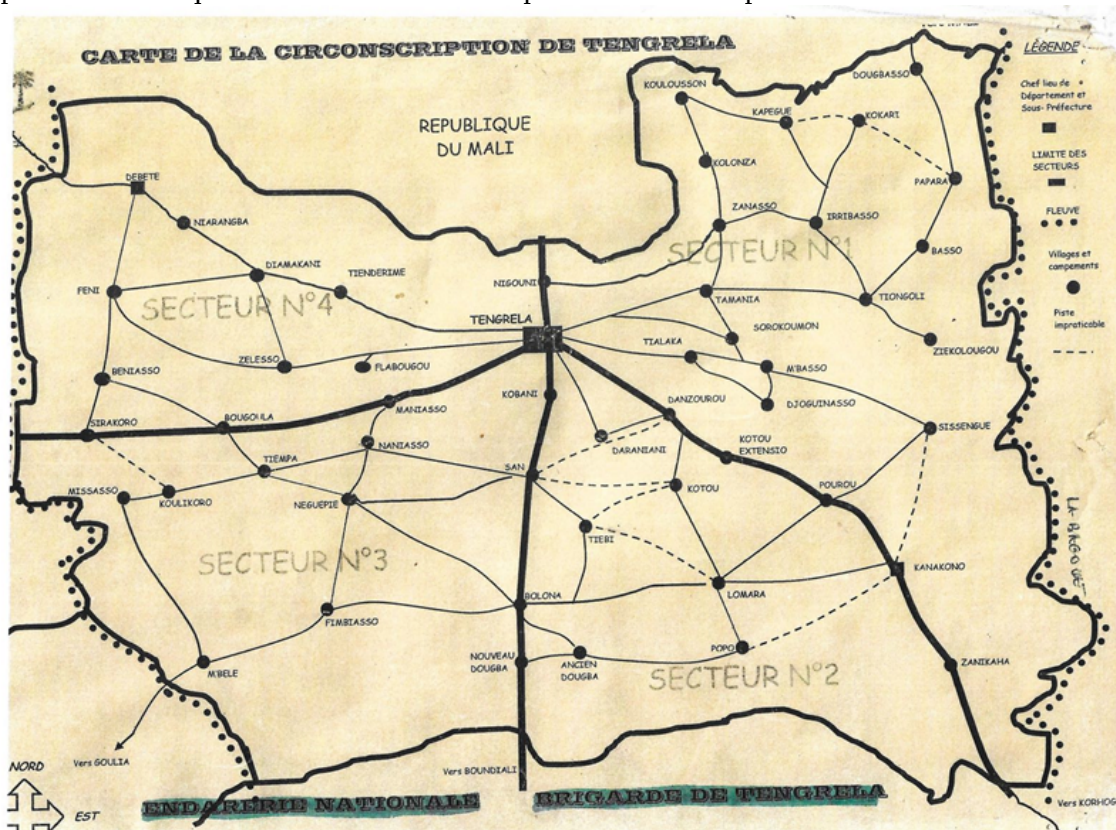 CARTE DE LA CIRCONSCRIPTION DE TENGRELA
REPUBLIQUE
DU MALI
LÉGENDE
Chef lieu de
Département et
Sous-Préfecture
LIMITE DES
SECTEURS
FLEUVE
Villages et
campements
Piste
impraticable
KOULOUSSON
DOUGBASSO
KAPEGUE
KOKARI
KOLONZA
PAPARA
DEBETE
NIARANGBA
ZANASSO
IRRIBASSO
SECTEUR N°1
BASSO
DIAMAKANI
TIENDERIME
NIGOUNI
FENI
SECTEUR N°4
TAMANIA
TIONGOLI
TENGRELA
SOROKOUMON
TIALAKA
ZIEKOLOUGOU
ZELESSO
FLABOUGOU
M'BASSO
BENIASSO
KOBANI
DANZOUROU
DJOGUINASSO
MANIASSO
SIRAKORO
BOUGOULA
SISSENGUE
NANIASSO
DARANIANI
KOTOU
EXTENSIO
TIEMPA
SAN
MISSASSO
KOULIKORO
NEGUEPIE
KOTOU
POUROU
TIEBI
SECTEUR N°3
KANAKONO
BOLONA
LOMARA
FIMBIASSO
M'BELE
NOUVEAU
DOUGBA
ANCIEN
DOUGBA
POPO
SECTEUR N°2
ZANIKAHA
Vers GOULIA
Vers BOUNDIALI
NORD
EST
ENDARERIE NATIONALE
BRIGARDE DE TENGRELA
Vers KORHOG